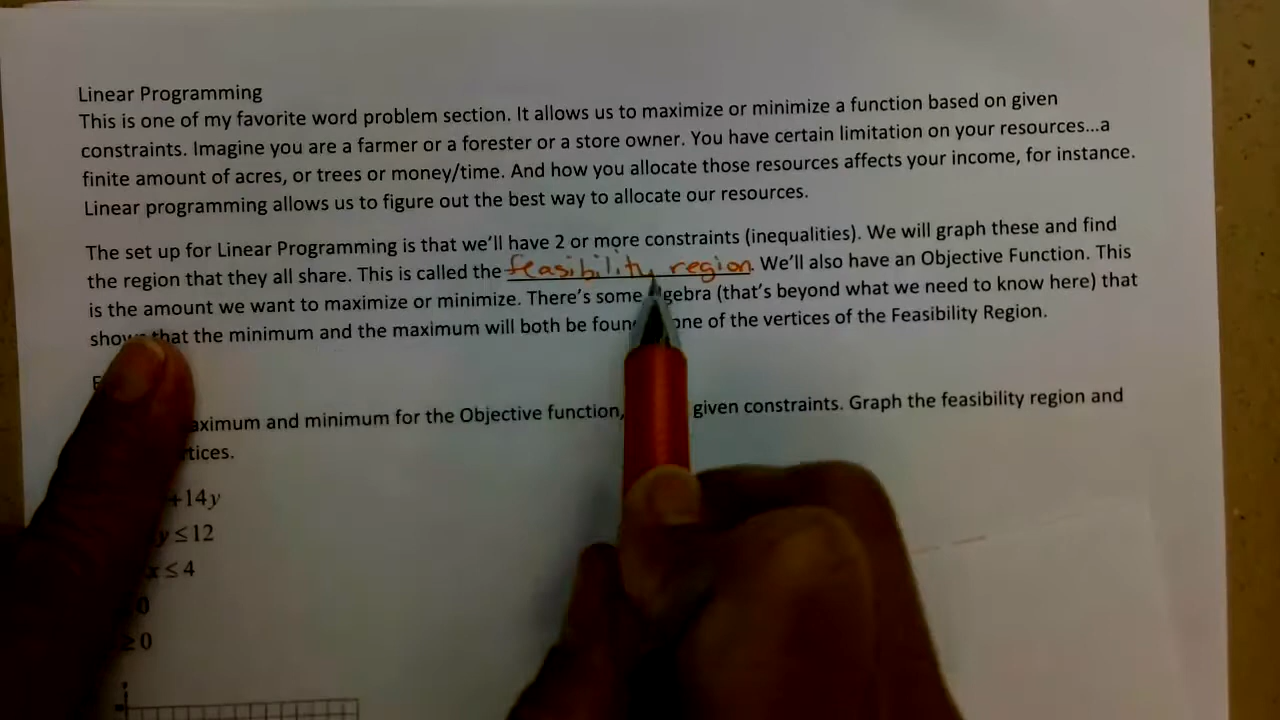 Linear Programming
This is one of my favorite word problem section. It allows us to maximize or minimize a function based on given
constraints. Imagine you are a farmer or a forester or a store owner. You have certain limitation on your resources...a
finite amount of acres, or trees or money/time. And how you allocate those resources affects your income, for instance.
Linear programming allows us to figure out the best way to allocate our resources.
The set up for Linear Programming is that we'll have 2 or more constraints (inequalities). We will graph these and find
the region that they all share. This is called the feasibility region. We'll also have an Objective Function. This
is the amount we want to maximize or minimize. There's some (that's beyond what we need to know here) that
that the minimum and the maximum will both be one of the vertices of the Feasibility Region.
and minimum for the Objective function, given constraints. Graph the feasibility region and
+14y
y ≤ 12
x ≤ 4
0
≥ 0